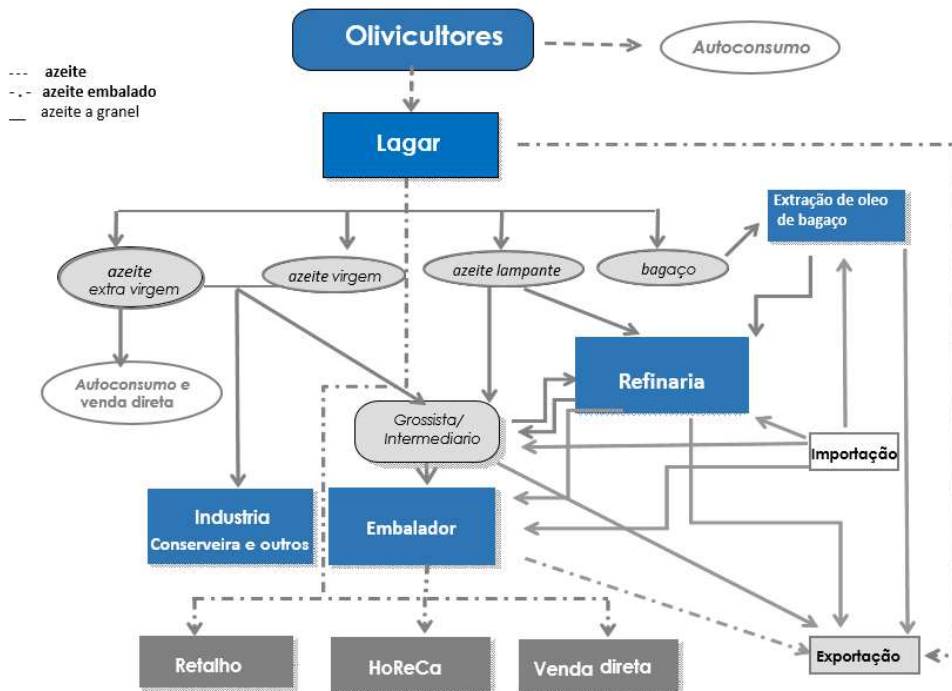 Olivicultores
Autoconsumo
--- azeite
-.- azeite embalado
__ azeite a granel
Lagar
Extração de oleo
de bagaço
azeite
extra virgem
azeite virgem
azeite lampante
bagaço
Autoconsumo e
venda direta
Refinaria
Grossista/
Intermediario
Importação
Industria
Conserveira e outros
Embalador
Retalho
HoReCa
Venda direta
Exportação